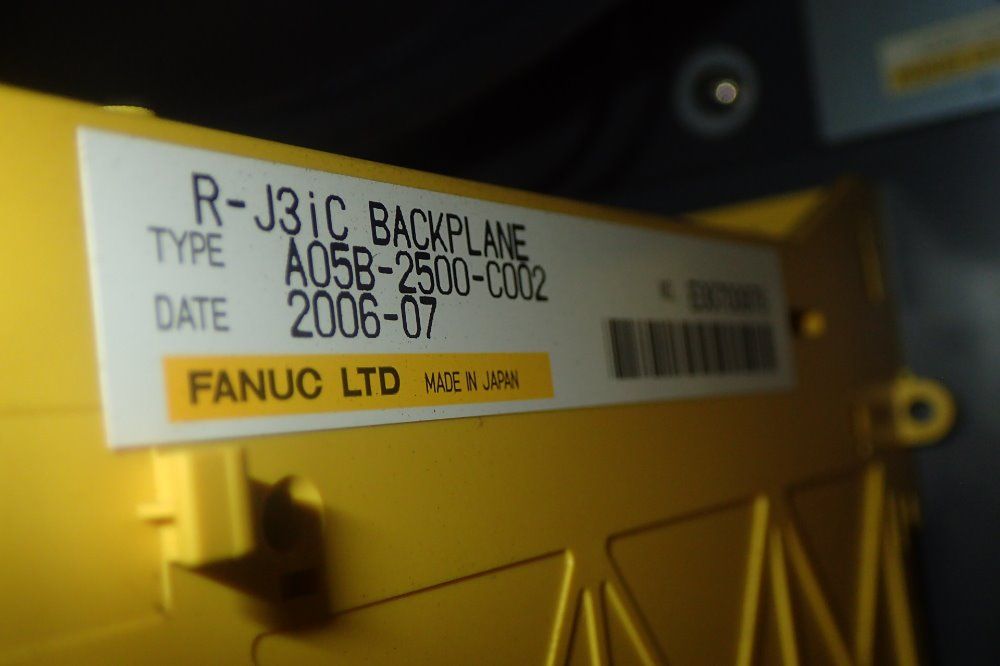 R-J3iC BACKPLANE
TYPE A05B-2500-C002
DATE 2006-07
FANUC LTD MADE IN JAPAN